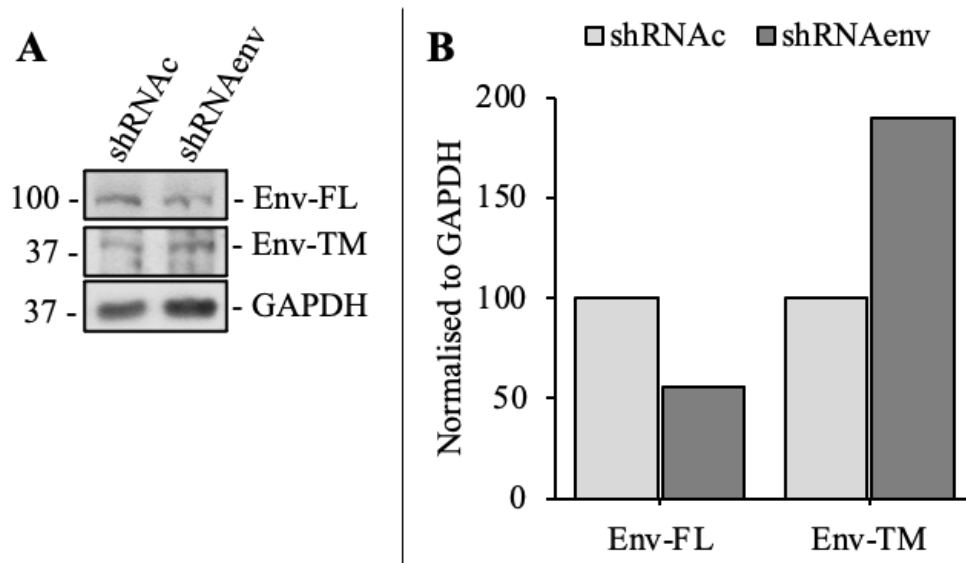 A
shRNAc
shRNAenv
100 - - Env-FL
37 - - Env-TM
37 - - GAPDH
B
shRNAc shRNAenv
Normalised to GAPDH
200
150
100
50
0
Env-FL Env-TM